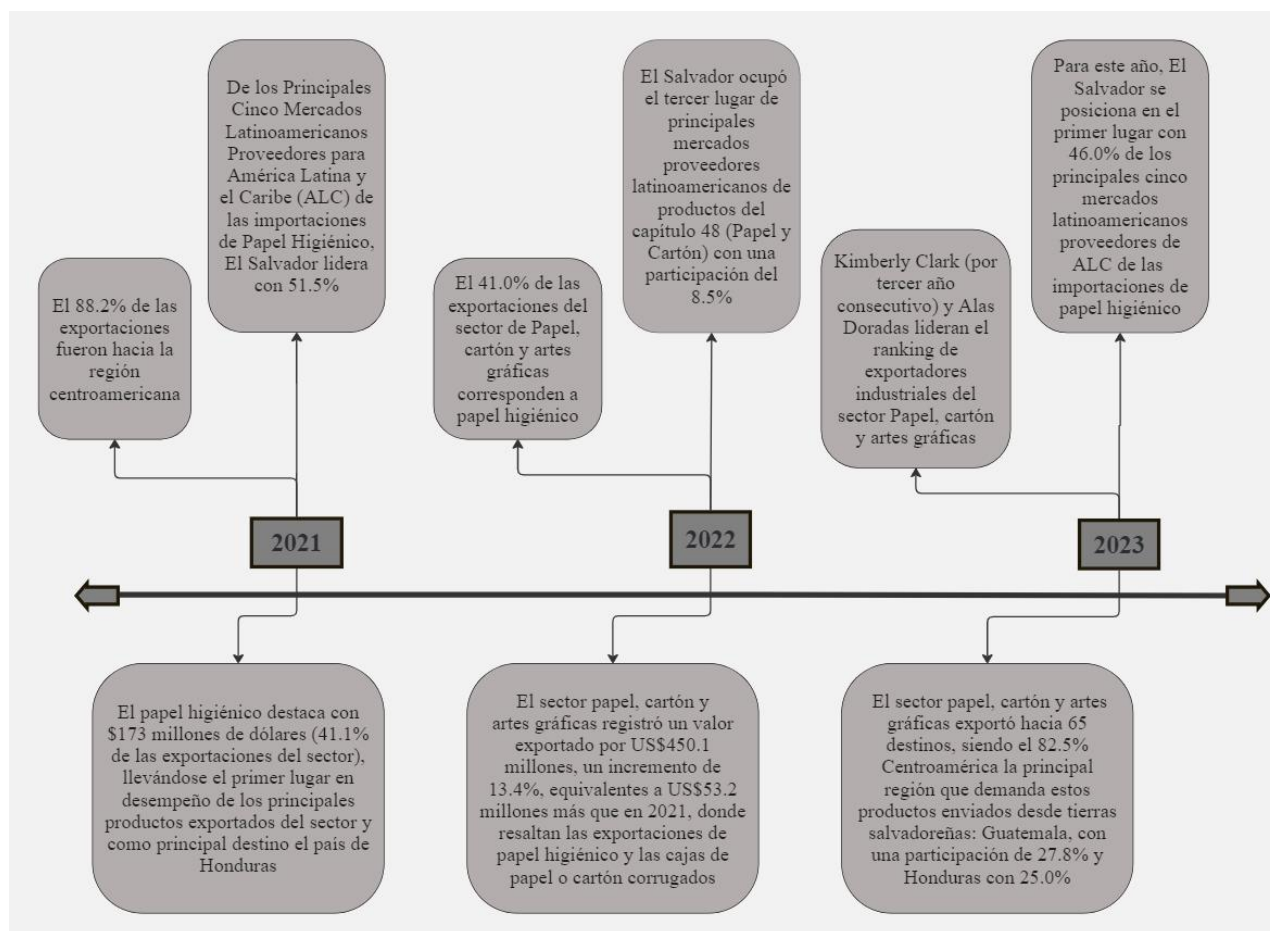 De los Principales
Cinco Mercados
Latinoamericanos
Proveedores para
América Latina y
el Caribe (ALC) de
las importaciones
de Papel Higiénico,
El Salvador lidera
con 51.5%
El 88.2% de las
exportaciones
fueron hacia la
región
centroamericana
2021
El papel higiénico destaca con
$173 millones de dólares (41.1%
de las exportaciones del sector),
llevándose el primer lugar en
desempeño de los principales
productos exportados del sector y
como principal destino el país de
Honduras
El Salvador ocupó
el tercer lugar de
principales
mercados
proveedores
latinoamericanos de
productos del
capítulo 48 (Papel y
Cartón) con una
participación del
8.5%
El 41.0% de las
exportaciones del
sector de Papel,
cartón y artes
gráficas
corresponden a
papel higiénico
2022
El sector papel, cartón y
artes gráficas registró un valor
exportado por US$450.1
millones, un incremento de
13.4%, equivalentes a US$53.2
millones más que en 2021, donde
resaltan las exportaciones de
papel higiénico y las cajas de
papel o cartón corrugados
Para este año, El
Salvador se
posiciona en el
primer lugar con
46.0% de los
principales cinco
mercados
latinoamericanos
proveedores de
ALC de las
importaciones de
papel higiénico
Kimberly Clark (por
tercer año
consecutivo) y Alas
Doradas lideran el
ranking de
exportadores
industriales del
sector Papel, cartón
y artes gráficas
2023
El sector papel, cartón y artes
gráficas exportó hacia 65
destinos, siendo el 82.5%
Centroamérica la principal
región que demanda estos
productos enviados desde tierras
salvadoreñas: Guatemala, con
una participación de 27.8% y
Honduras con 25.0%